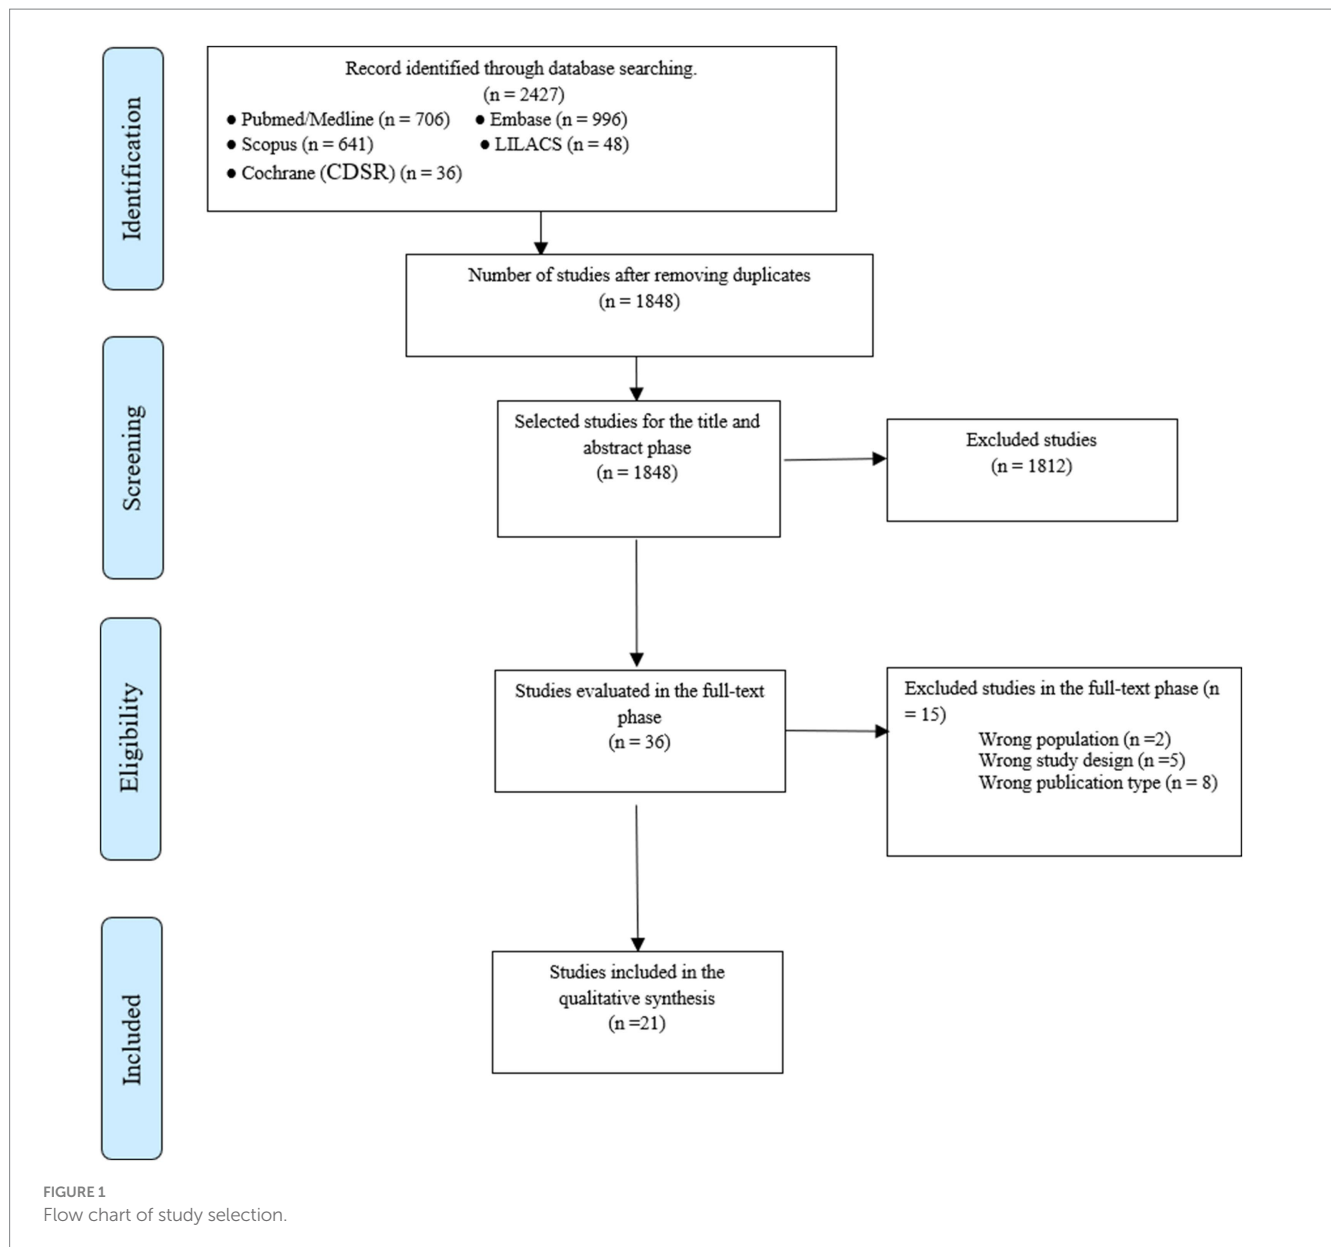 Identification
Record identified through database searching.
(n = 2427)
● Pubmed/Medline (n = 706) ● Embase (n = 996)
● Scopus (n = 641) ● LILACS (n = 48)
● Cochrane (CDSR) (n = 36)
Number of studies after removing duplicates
(n = 1848)
Screening
Selected studies for the title and
abstract phase
(n = 1848)
Excluded studies
(n = 1812)
Eligibility
Studies evaluated in the full-text
phase
(n = 36)
Excluded studies in the full-text phase (n
= 15)
Wrong population (n =2)
Wrong study design (n =5)
Wrong publication type (n = 8)
Included
Studies included in the
qualitative synthesis
(n =21)
FIGURE 1
Flow chart of study selection.